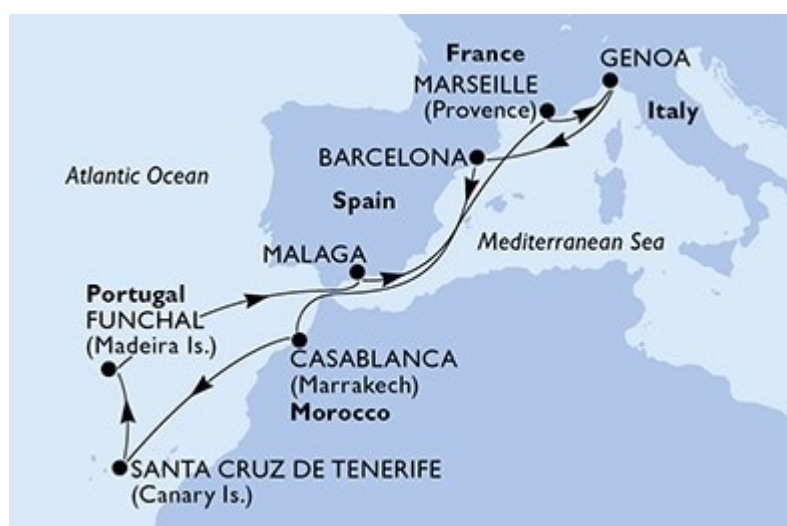 France
GENOA
MARSEILLE
(Provence)
Italy
BARCELONA
Atlantic Ocean
Spain
Mediterranean Sea
MALAGA
Portugal
FUNCHAL
(Madeira Is.)
CASABLANCA
(Marrakech)
Morocco
SANTA CRUZ DE TENERIFE
(Canary Is.)